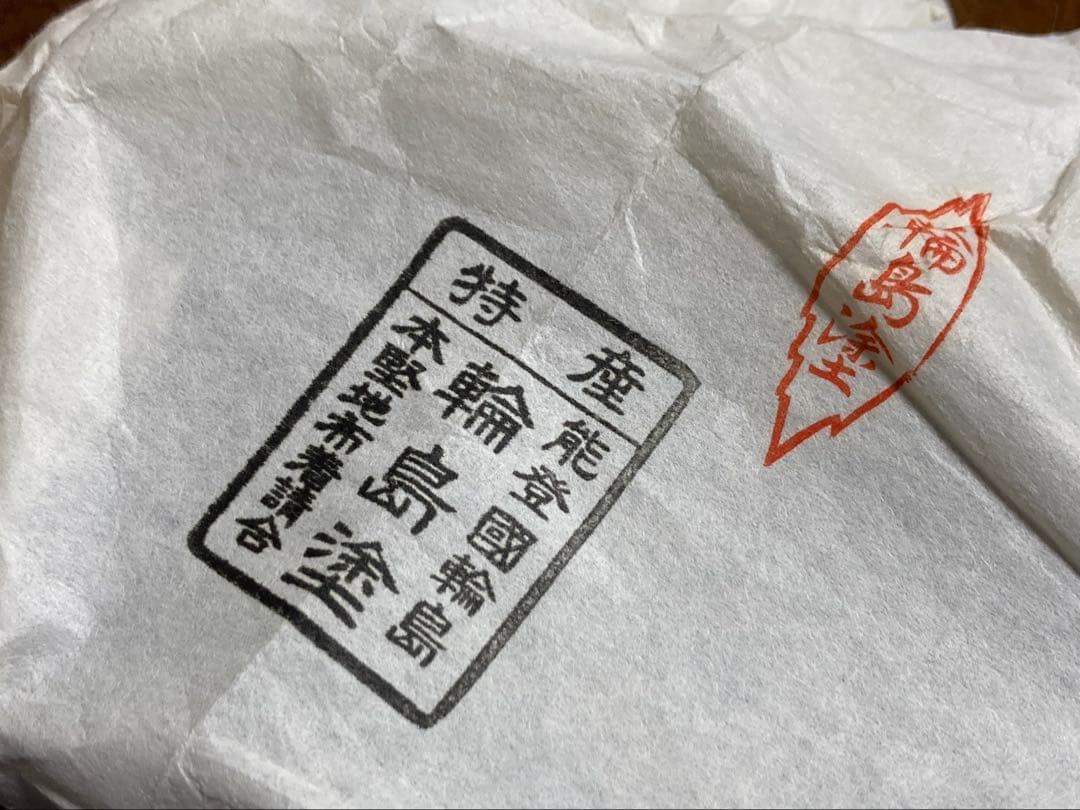 特産
能登國輪島
輪島塗
本堅地布着請合
輪島塗